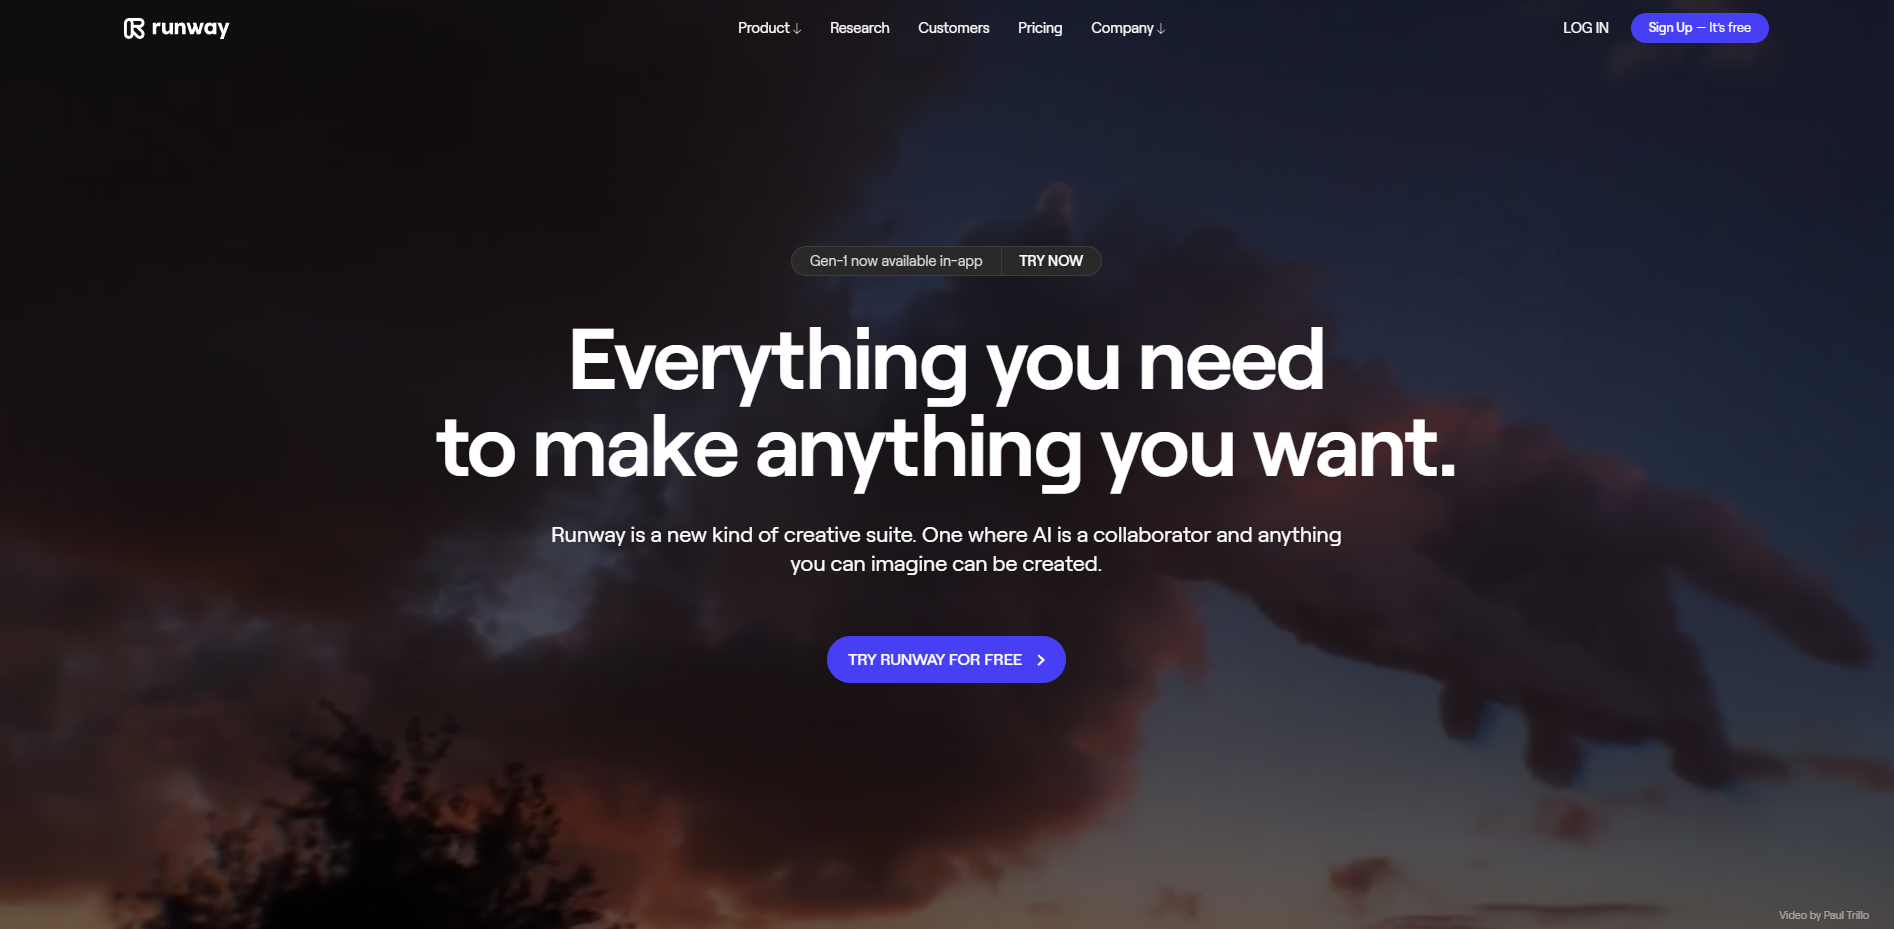 runway
Product ↓
Research
Customers
Pricing
Company ↓
LOG IN
Sign Up — It's free
Gen-1 now available in-app
TRY NOW
Everything you need
to make anything you want.
Runway is a new kind of creative suite. One where AI is a collaborator and anything
you can imagine can be created.
TRY RUNWAY FOR FREE
Video by Paul Trillo